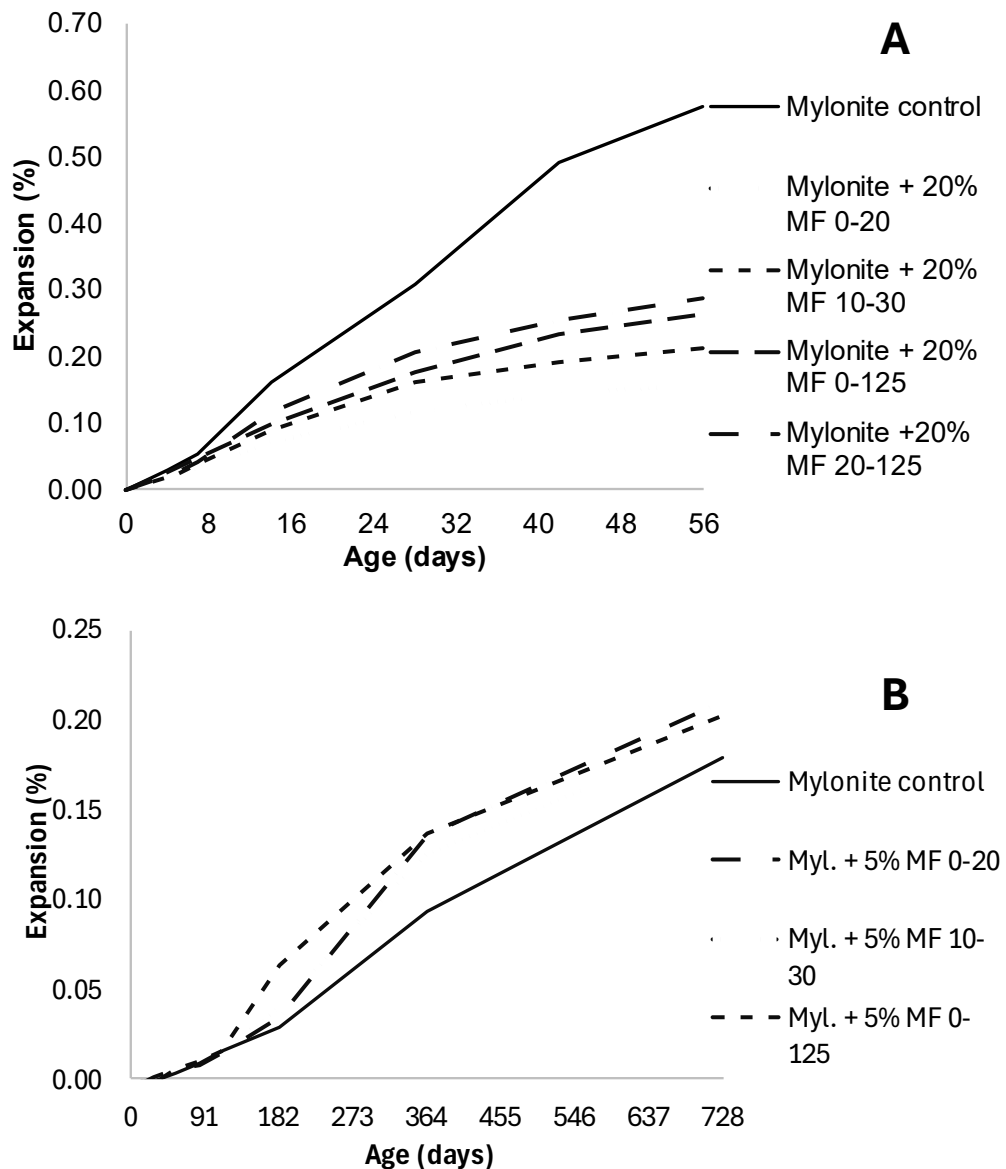 A
0.70
0.60
0.50
0.40
0.30
0.20
0.10
0.00
Expansion (%)
0 8 16 24 32 40 48 56
Age (days)
Mylonite control
Mylonite + 20%
MF 0-20
Mylonite + 20%
MF 10-30
Mylonite + 20%
MF 0-125
Mylonite +20%
MF 20-125
B
0.25
0.20
0.15
0.10
0.05
0.00
Expansion (%)
0 91 182 273 364 455 546 637 728
Age (days)
Mylonite control
Myl. + 5% MF 0-20
Myl. + 5% MF 10-
30
Myl. + 5% MF 0-
125